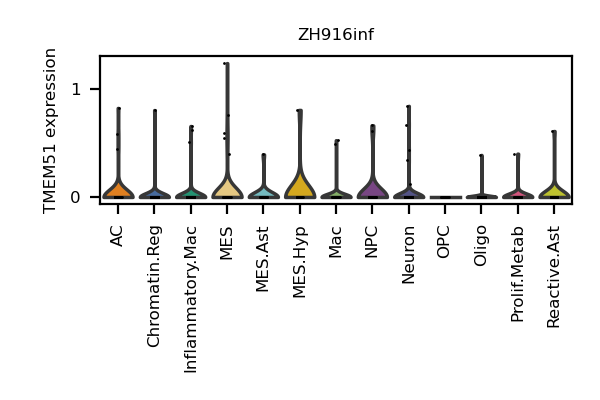 ZH916inf
TMEM51 expression
1
0
AC
Chromatin.Reg
Inflammatory.Mac
MES
MES.Ast
MES.Hyp
Mac
NPC
Neuron
OPC
Oligo
Prolif.Metab
Reactive.Ast